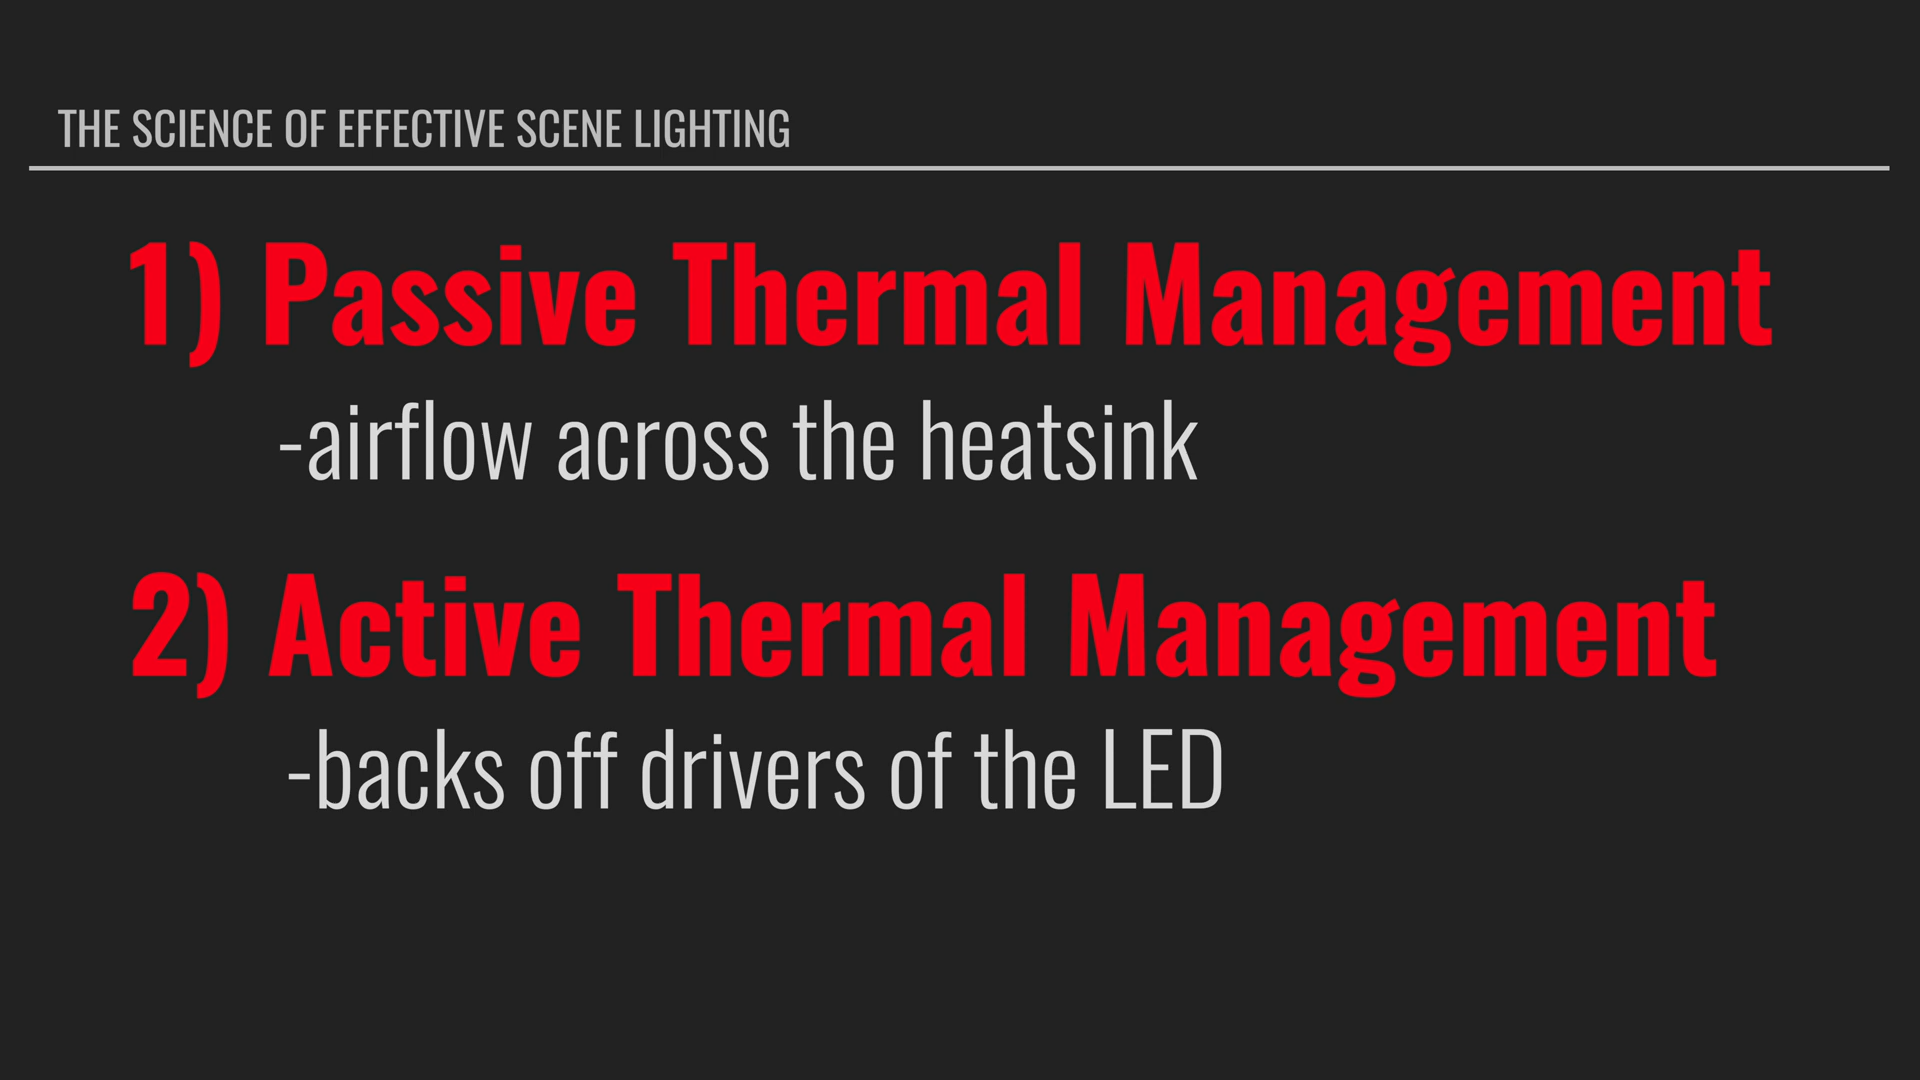 THE SCIENCE OF EFFECTIVE SCENE LIGHTING
1) Passive Thermal Management
-airflow across the heatsink
2) Active Thermal Management
-backs off drivers of the LED